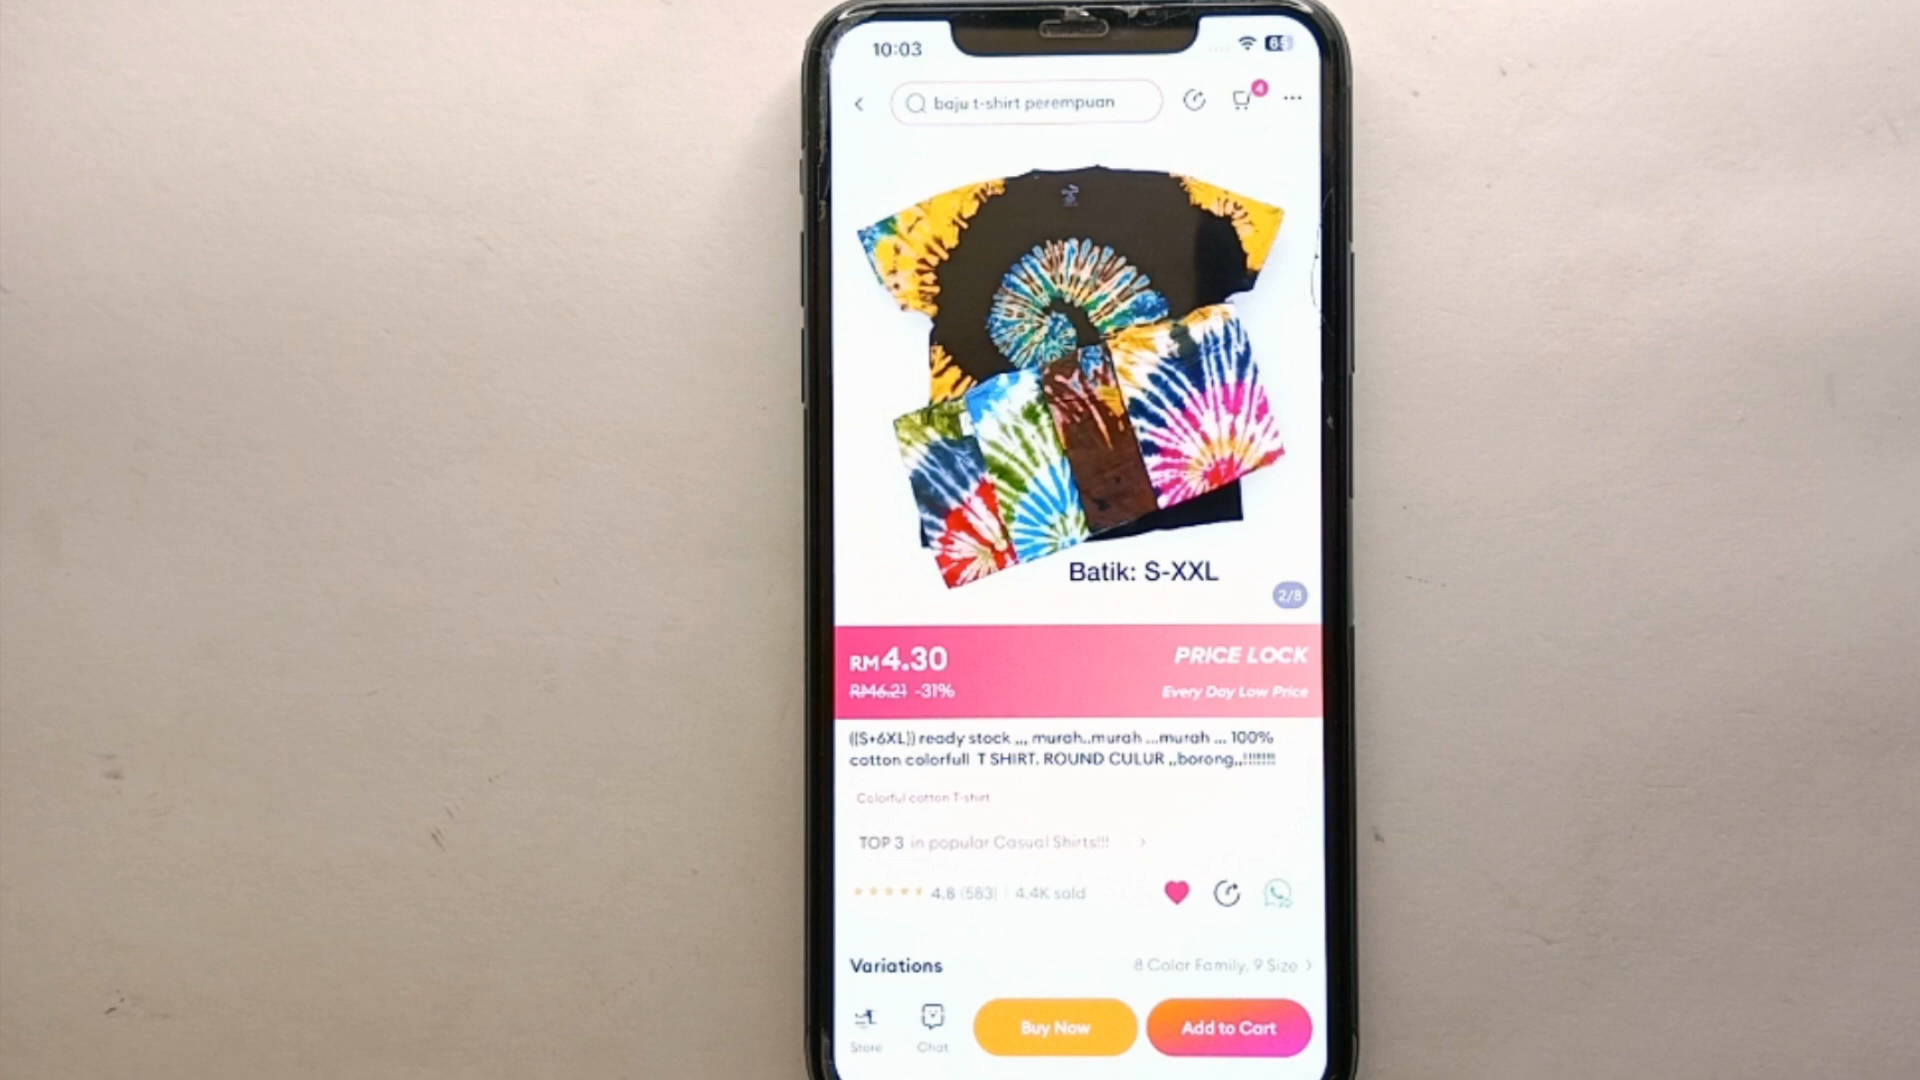 10:03
baju t-shirt perempuan
4
Batik: S-XXL
2/8
RM4.30
PRICE LOCK
RM6.21 -31%
Every Day Low Price
((S+6XL)) ready stock ,,, murah..murah ...murah ... 100%
cotton colorfull T SHIRT. ROUND CULUR ,,borong,,!!!!!!!!
Colorful cotton T-shirt
TOP 3 in popular Casual Shirts!!!
4.8 (583) 4.4K sold
Variations
8 Color Family, 9 Size
Store
Chat
Buy Now
Add to Cart